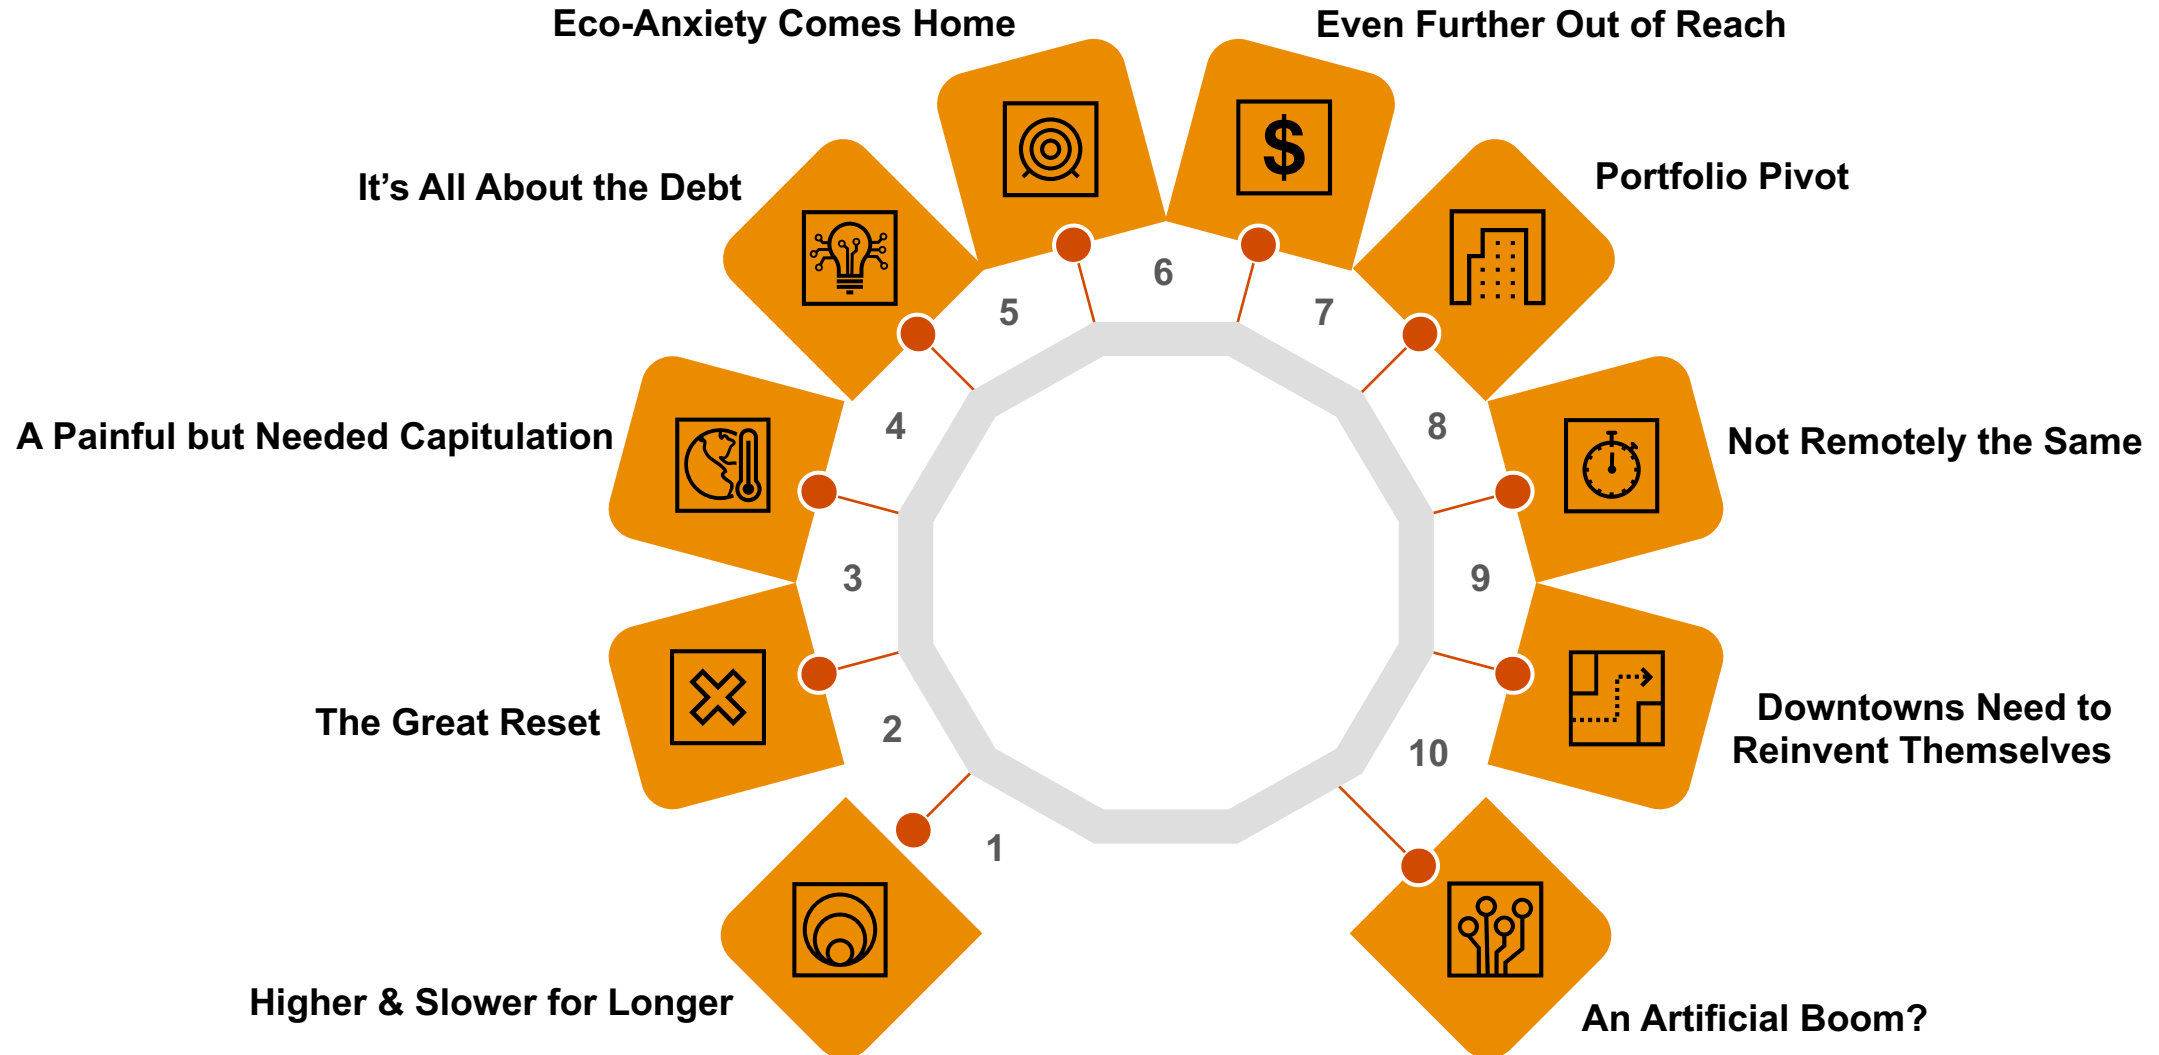 Eco-Anxiety Comes Home
Even Further Out of Reach
It’s All About the Debt
Portfolio Pivot
A Painful but Needed Capitulation
Not Remotely the Same
The Great Reset
Downtowns Need to
Reinvent Themselves
Higher & Slower for Longer
An Artificial Boom?
1
2
3
4
5
6
7
8
9
10
$